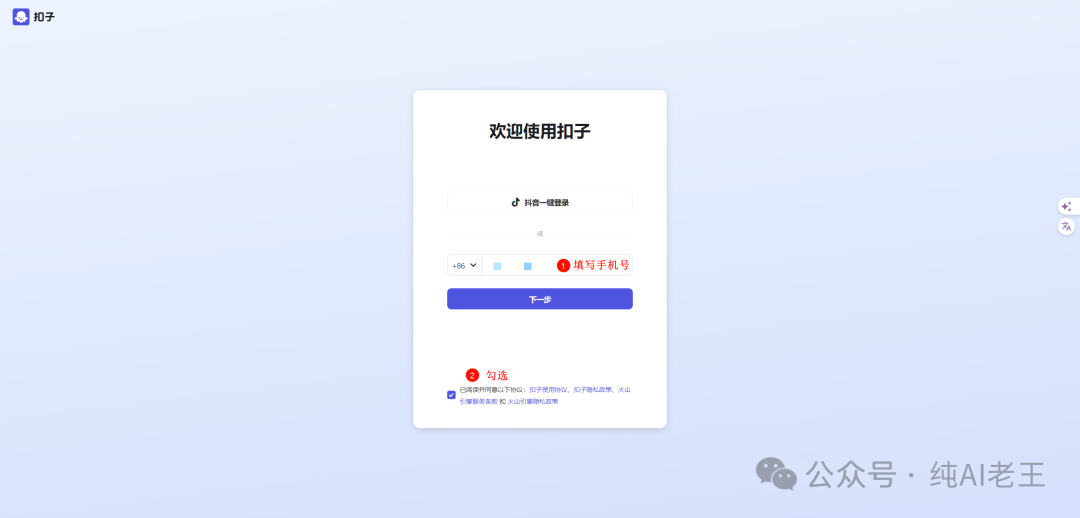 扣子
欢迎使用扣子
抖音一键登录
或
+86
1 填写手机号
下一步
2 勾选
已阅读并同意以下协议：扣子使用协议、扣子隐私政策、火山
引擎服务条款 和 火山引擎隐私政策
公众号 · 纯AI老王